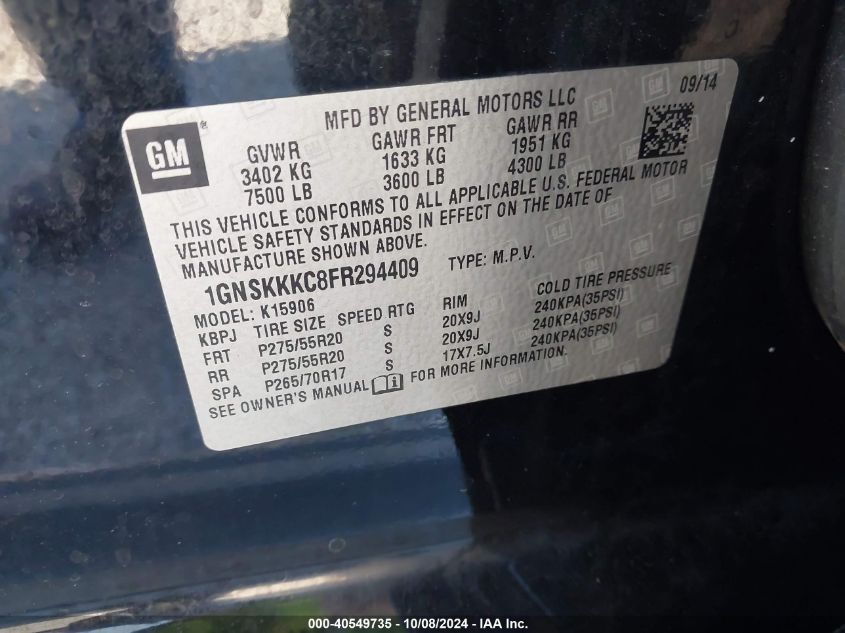 09/14
MFD BY GENERAL MOTORS LLC
GM ®
GVWR GAWR FRT GAWR RR
3402 KG 1633 KG 1951 KG
7500 LB 3600 LB 4300 LB
THIS VEHICLE CONFORMS TO ALL APPLICABLE U.S. FEDERAL MOTOR
VEHICLE SAFETY STANDARDS IN EFFECT ON THE DATE OF
MANUFACTURE SHOWN ABOVE.
1GNSKKKC8FR294409 TYPE: M.P.V.
MODEL: K15906
KBPJ TIRE SIZE SPEED RTG RIM COLD TIRE PRESSURE
FRT P275/55R20 S 20X9J 240KPA(35PSI)
RR P275/55R20 S 20X9J 240KPA(35PSI)
SPA P265/70R17 S 17X7.5J 240KPA(35PSI)
SEE OWNER'S MANUAL FOR MORE INFORMATION.
000-40549735 - 10/08/2024 - IAA Inc.